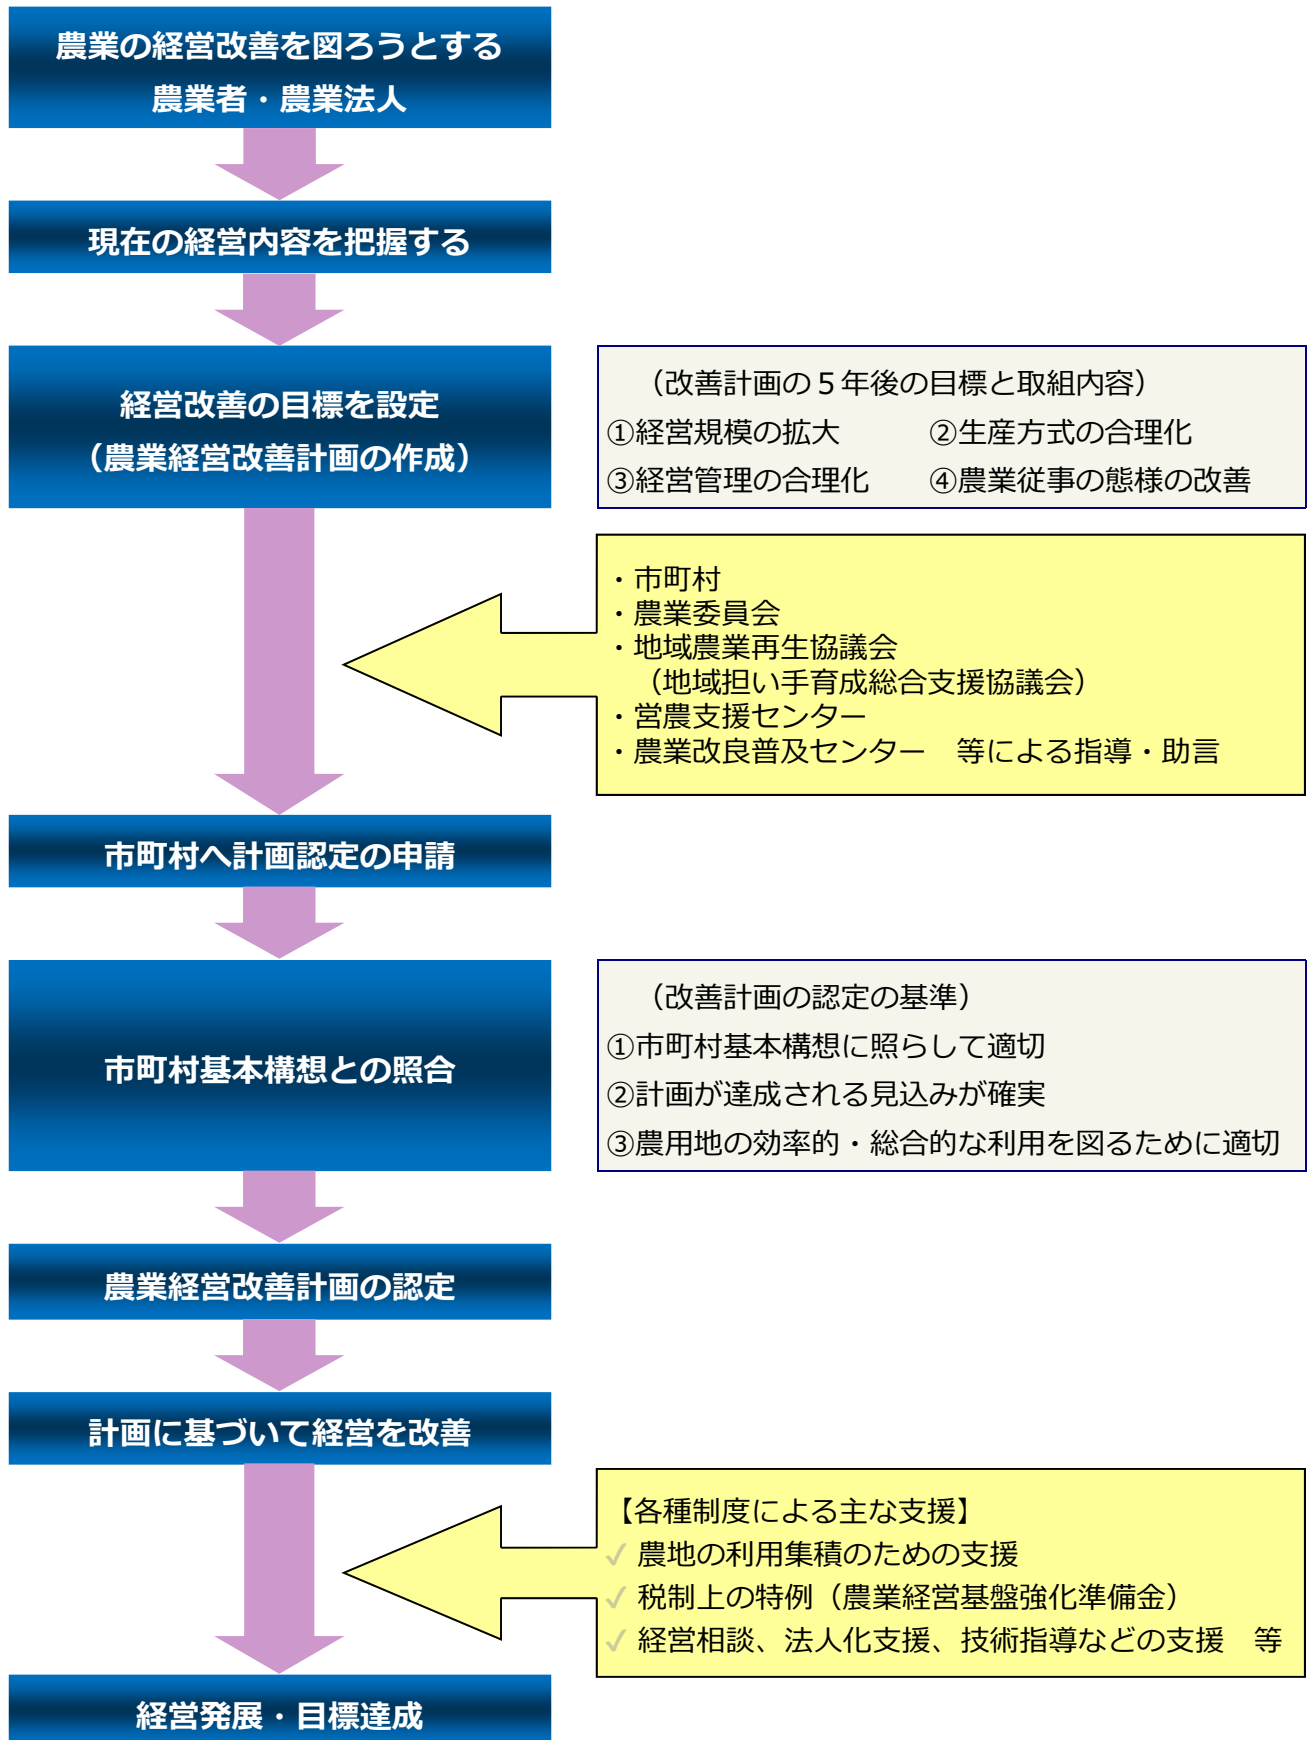 農業の経営改善を図ろうとする
農業者・農業法人
現在の経営内容を把握する
経営改善の目標を設定
（農業経営改善計画の作成）
（改善計画の５年後の目標と取組内容）
①経営規模の拡大　　　②生産方式の合理化
③経営管理の合理化　　④農業従事の態様の改善
・市町村
・農業委員会
・地域農業再生協議会
（地域担い手育成総合支援協議会）
・営農支援センター
・農業改良普及センター　等による指導・助言
市町村へ計画認定の申請
市町村基本構想との照合
（改善計画の認定の基準）
①市町村基本構想に照らして適切
②計画が達成される見込みが確実
③農用地の効率的・総合的な利用を図るために適切
農業経営改善計画の認定
計画に基づいて経営を改善
【各種制度による主な支援】
✓ 農地の利用集積のための支援
✓ 税制上の特例（農業経営基盤強化準備金）
✓ 経営相談、法人化支援、技術指導などの支援　等
経営発展・目標達成